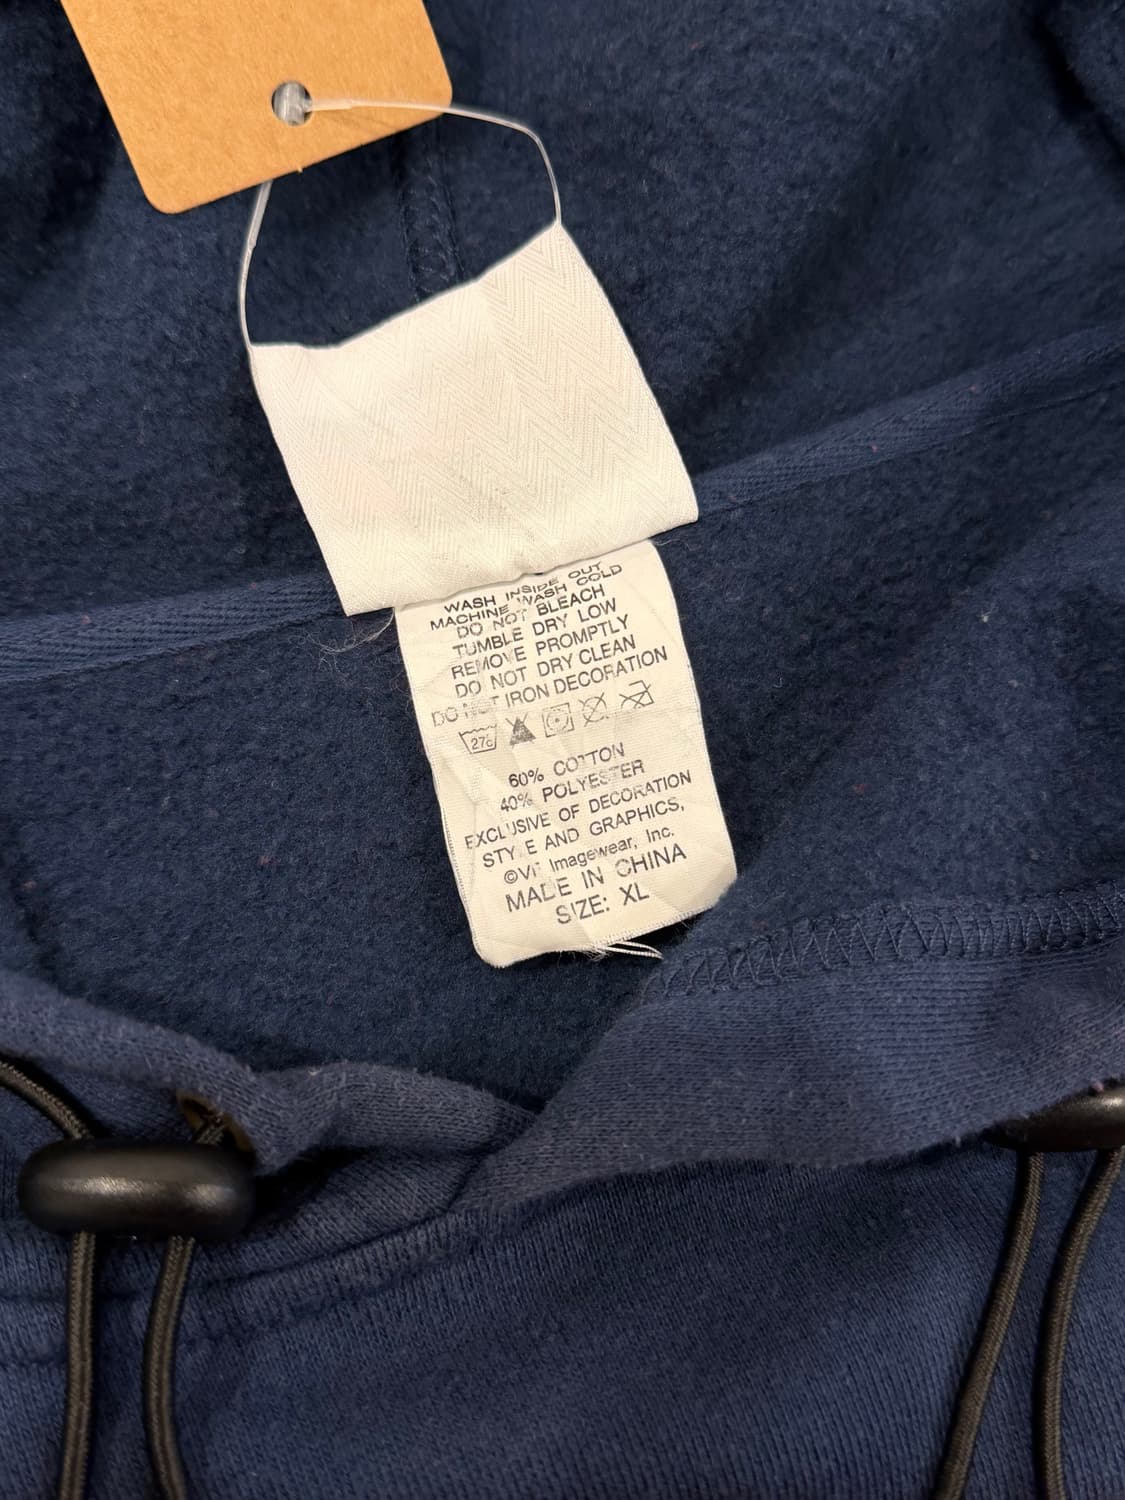 WASH INSIDE OUT
MACHINE WASH COLD
DO NOT BLEACH
TUMBLE DRY LOW
REMOVE PROMPTLY
DO NOT DRY CLEAN
DO NOT IRON DECORATION
27c
60% COTTON
40% POLYESTER
EXCLUSIVE OF DECORATION
STYLE AND GRAPHICS,
©VF Imagewear, Inc.
MADE IN CHINA
SIZE: XL